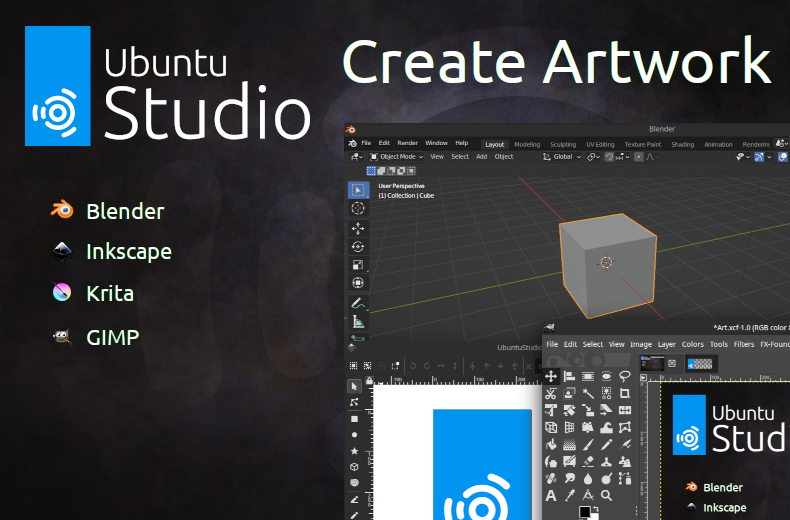 Ubuntu
Studio
Create Artwork
Blender
Inkscape
Krita
GIMP
Blender
File Edit Render Window Help Layout Modeling Sculpting UV Editing Texture Paint Shading Animation Renderin
Object Mode View Select Add Object Global
User Perspective
(1) Collection | Cube
UbuntuStudio
*Art.xcf-1.0 (RGB color 8
File Edit Select View Image Layer Colors Tools Filters FX-Found
Ubuntu
Studi
Blender
Inkscape